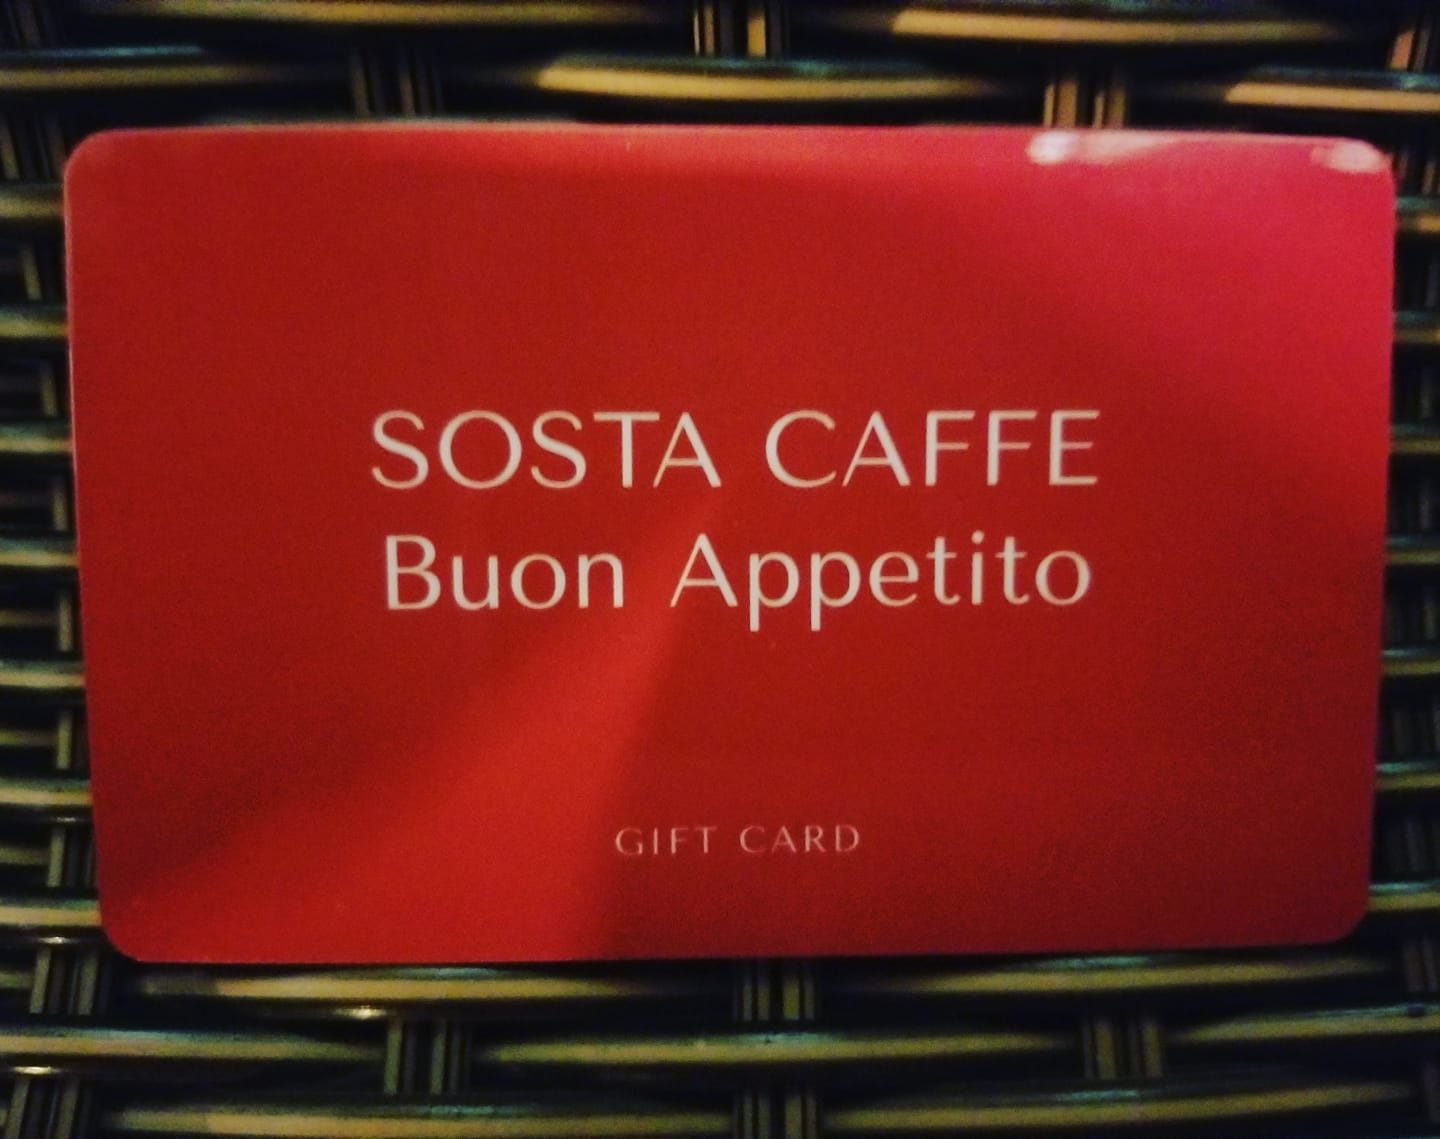 SOSTA CAFFE
Buon Appetito
GIFT CARD